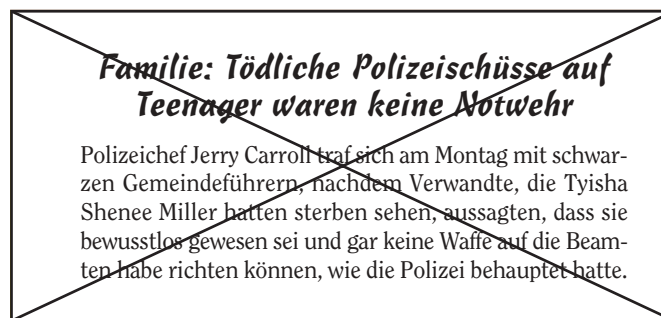 Familie: Tödliche Polizeischüsse auf
Teenager waren keine Notwehr
Polizeichef Jerry Carroll traf sich am Montag mit schwar-
zen Gemeindeführern, nachdem Verwandte, die Tyisha
Shenee Miller hatten sterben sehen, aussagten, dass sie
bewusstlos gewesen sei und gar keine Waffe auf die Beam-
ten habe richten können, wie die Polizei behauptet hatte.